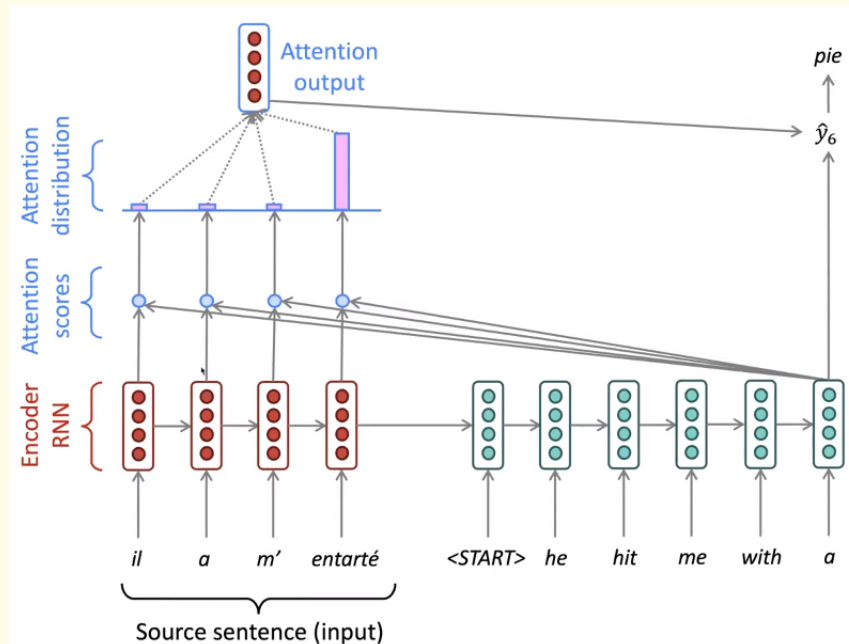 Attention
output
pie
ŷ₆
Attention
distribution
Attention
scores
Encoder
RNN
il a m’ entarté <START> he hit me with a
Source sentence (input)